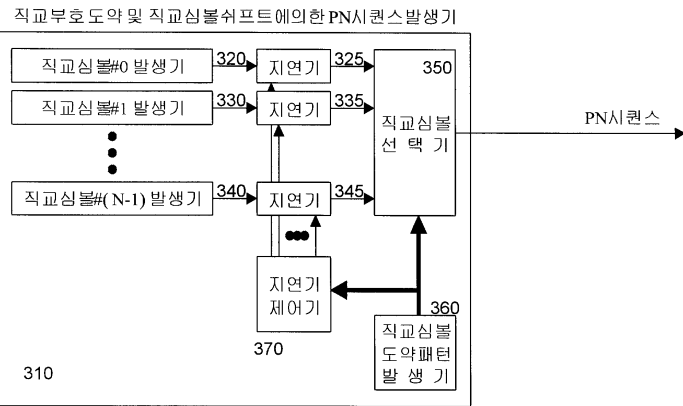 직교부호도약 및 직교심볼쉬프트에의한 PN시퀀스발생기
직교심볼#0 발생기
320
지연기
325
350
직교심볼#1 발생기
330
지연기
335
직교심볼
선 택 기
PN시퀀스
직교심볼#(N-1) 발생기
340
지연기
345
지연기
제어기
370
360
직교심볼
도약패턴
발 생 기
310